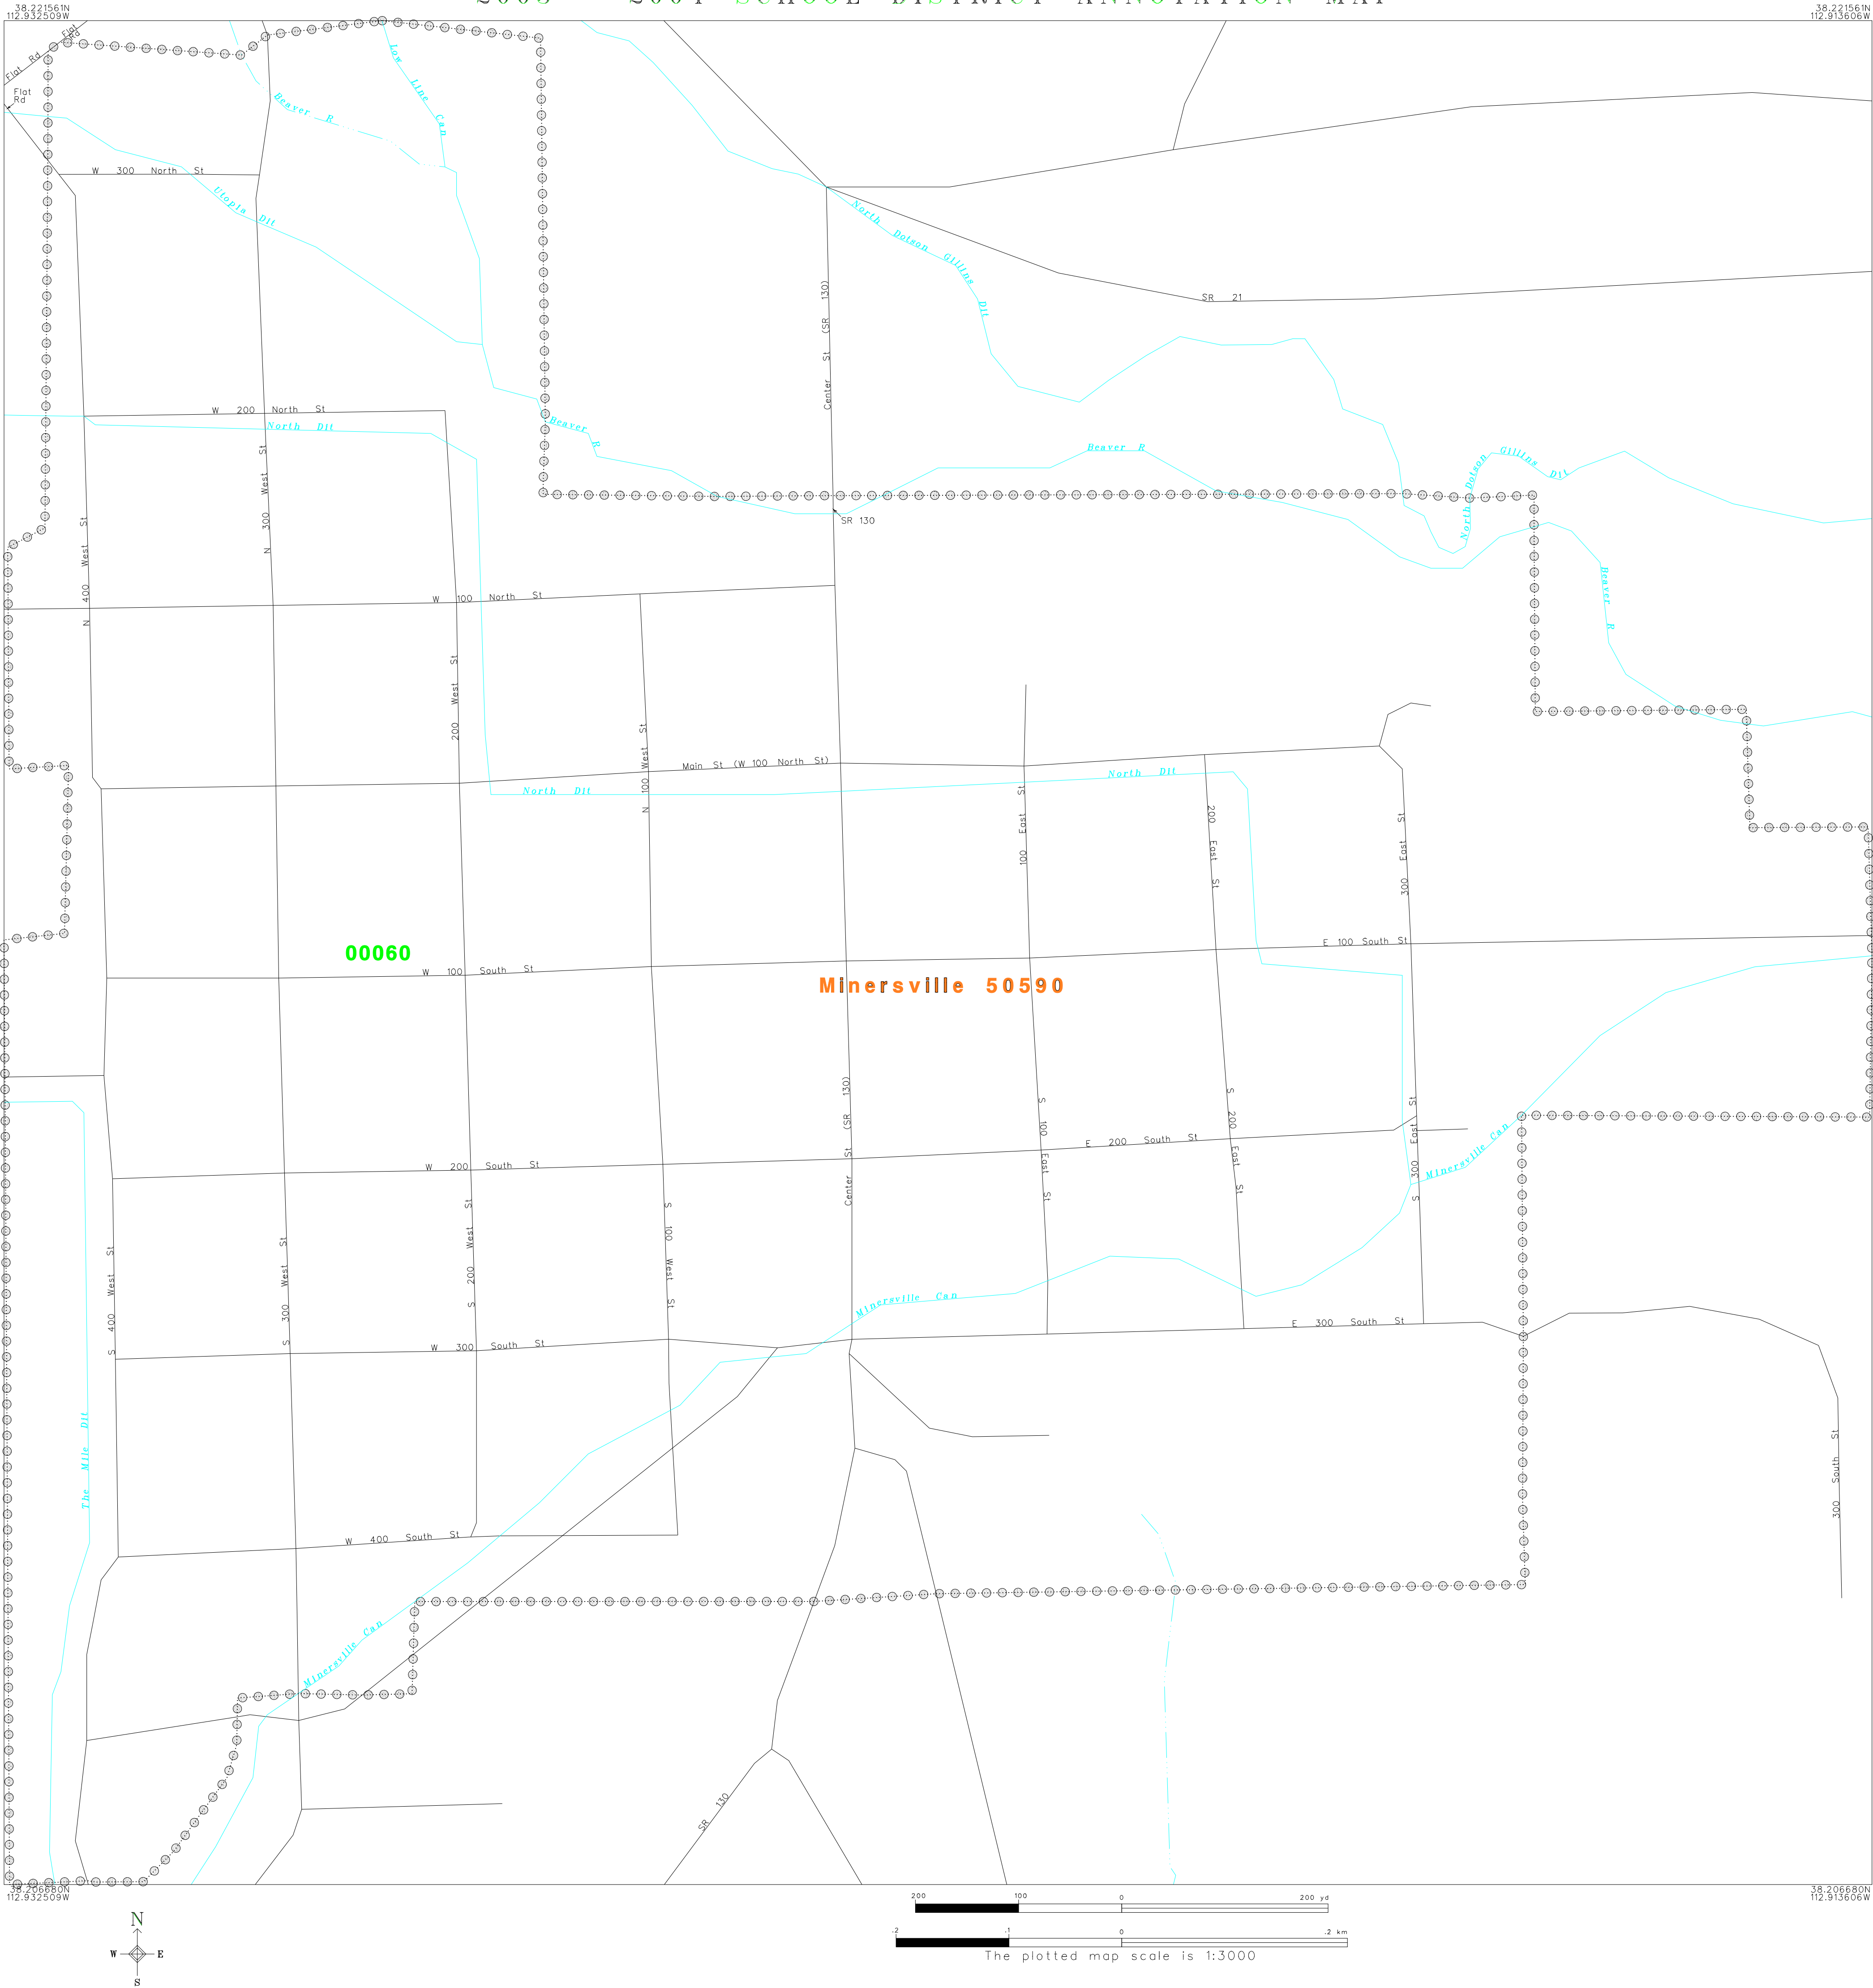 2003 - 2004 SCHOOL DISTRICT ANNOTATION MAP
38.221561N
112.932509W
38.221561N
112.913606W
Flat Rd
Flat Rd
Flat
Rd
Low Line Can
Beaver R
W 300 North St
Utopia Dit
North Dotson Gillins Dit
Center St (SR 130)
SR 21
W 200 North St
North Dit
Beaver R
Beaver R
North Dotson Gillins Dit
N 400 West St
N 300 West St
SR 130
W 100 North St
Beaver R
200 West St
N 100 West St
Main St (W 100 North St)
North Dit
North Dit
100 East St
200 East St
300 East St
00060
E 100 South St
W 100 South St
Minersville 50590
Center St (SR 130)
S 100 East St
S 200 East St
S 300 East St
E 200 South St
W 200 South St
Minersville Can
S 400 West St
S 300 West St
S 200 West St
S 100 West St
Minersville Can
E 300 South St
W 300 South St
The Mile Dit
300 South St
W 400 South St
Minersville Can
SR 130
38.206680N
112.932509W
38.206680N
112.913606W
200 100 0 200 yd
.2 .1 0 .2 km
The plotted map scale is 1:3000
N
W E
S